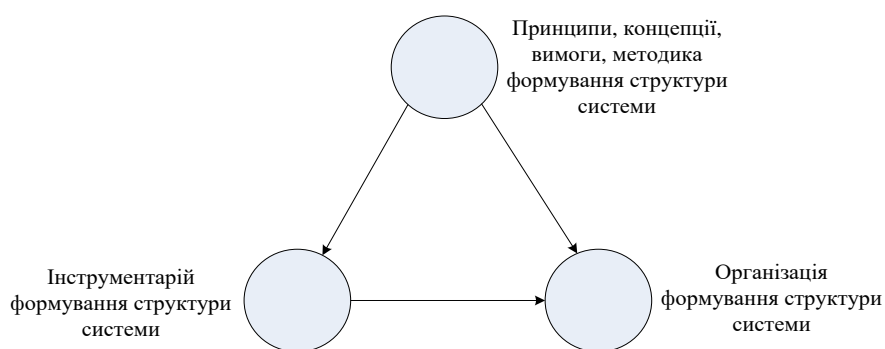 Принципи, концепції,
вимоги, методика
формування структури
системи
Інструментарій
формування структури
системи
Організація
формування структури
системи